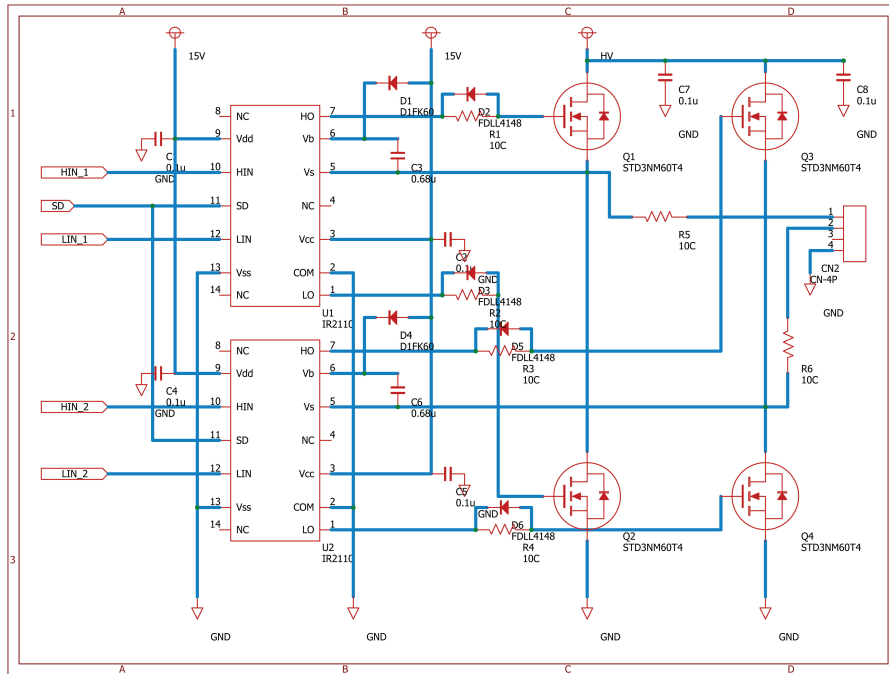 A B C D
15V
15V
HV
1
1
8 NC
HO 7
D1
D1FK60
D2
FDLL4148
C7
0.1u
C8
0.1u
9 Vdd
Vb 6
R1
10C
GND
GND
C
0.1u
GND
C3
0.68u
Q1
STD3NM60T4
Q3
STD3NM60T4
HIN_1
10 HIN
Vs 5
SD
11 SD
NC 4
LIN_1
12 LIN
Vcc 3
R5
10C
1
2
3
4
C2
0.1u
GND
CN2
CN-4P
13 Vss
COM 2
14 NC
LO 1
D3
FDLL4148
R2
10C
GND
U1
IR2110
2
2
D4
D1FK60
D5
FDLL4148
R3
10C
8 NC
HO 7
9 Vdd
Vb 6
R6
10C
C4
0.1u
GND
C6
0.68u
HIN_2
10 HIN
Vs 5
11 SD
NC 4
LIN_2
12 LIN
Vcc 3
C5
0.1u
GND
13 Vss
COM 2
14 NC
LO 1
D6
FDLL4148
R4
10C
U2
IR2110
Q2
STD3NM60T4
Q4
STD3NM60T4
3
3
GND
GND
GND
GND
A B C D